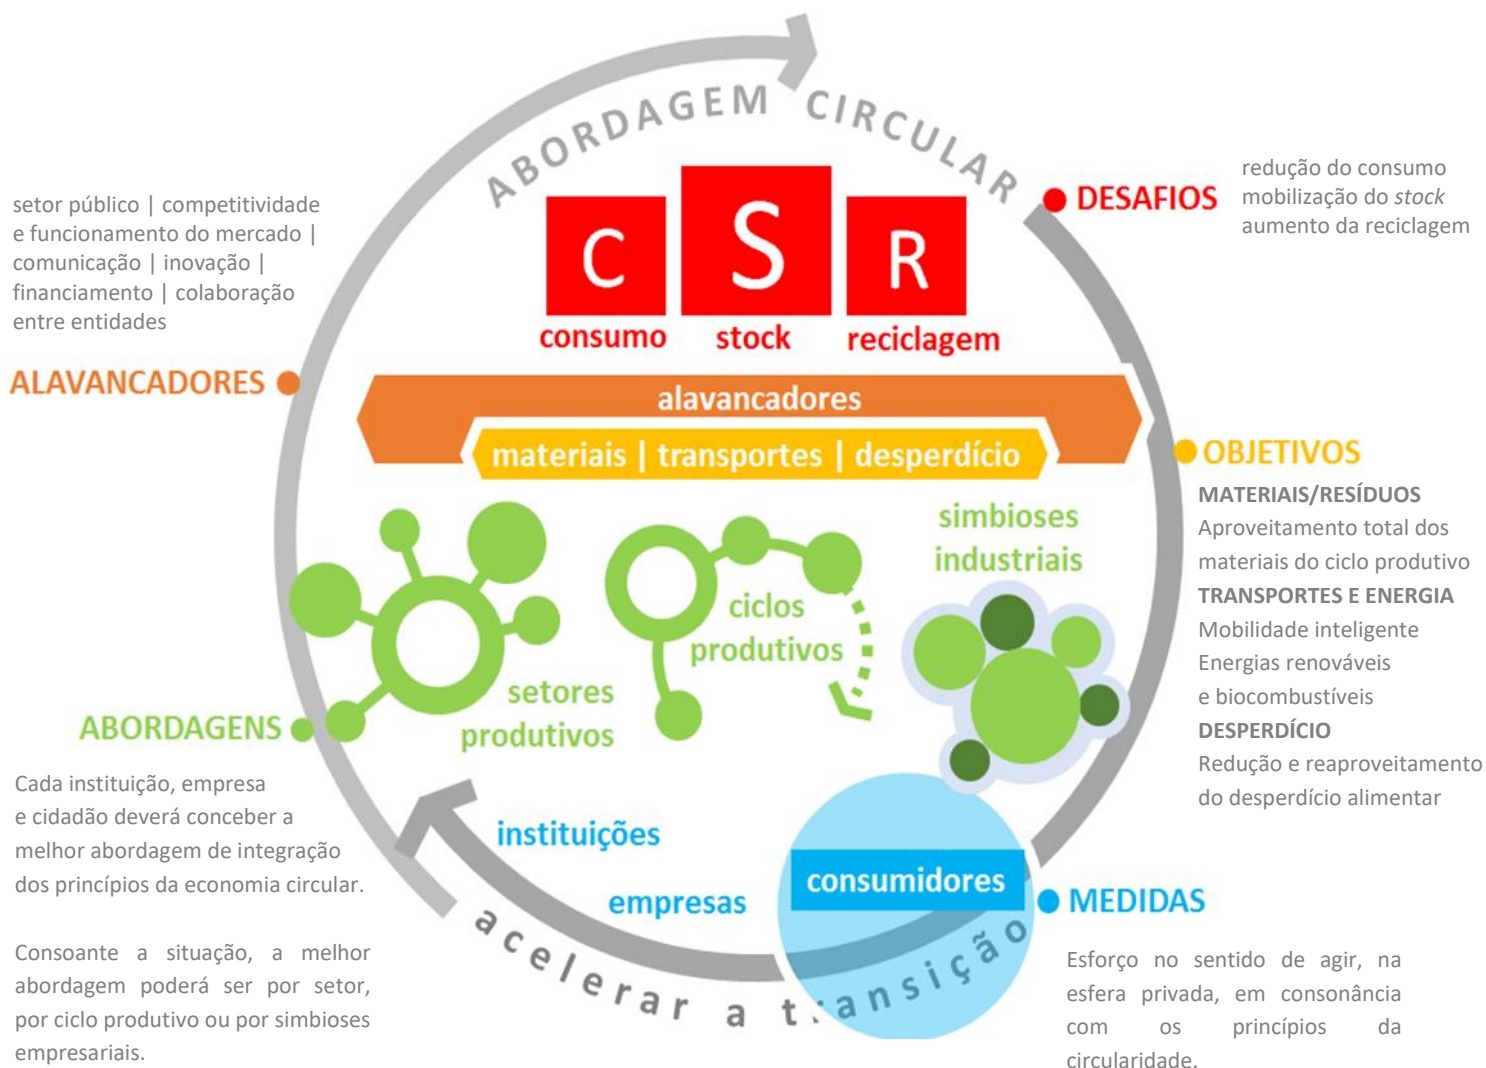 ABORDAGEM CIRCULAR
setor público | competitividade
e funcionamento do mercado |
comunicação | inovação |
financiamento | colaboração
entre entidades
ALAVANCADORES
C S R
consumo stock reciclagem
DESAFIOS
redução do consumo
mobilização do stock
aumento da reciclagem
alavancadores
materiais | transportes | desperdício
OBJETIVOS
MATERIAIS/RESÍDUOS
Aproveitamento total dos
materiais do ciclo produtivo
TRANSPORTES E ENERGIA
Mobilidade inteligente
Energias renováveis
e biocombustíveis
DESPERDÍCIO
Redução e reaproveitamento
do desperdício alimentar
setores
produtivos
ciclos
produtivos
simbioses
industriais
ABORDAGENS
Cada instituição, empresa
e cidadão deverá conceber a
melhor abordagem de integração
dos princípios da economia circular.
Consoante a situação, a melhor
abordagem poderá ser por setor,
por ciclo produtivo ou por simbioses
empresariais.
instituições
empresas
consumidores
acelerar a transição
MEDIDAS
Esforço no sentido de agir, na
esfera privada, em consonância
com os princípios da
circularidade.